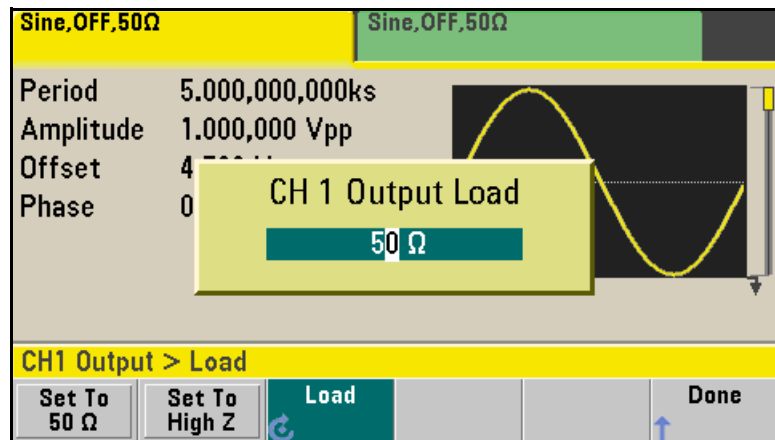 Sine,OFF,50Ω
Sine,OFF,50Ω
Period 5.000,000,000ks
Amplitude 1.000,000 Vpp
Offset 4
Phase 0
CH 1 Output Load
50 Ω
CH1 Output > Load
Set To 50 Ω
Set To High Z
Load
Done